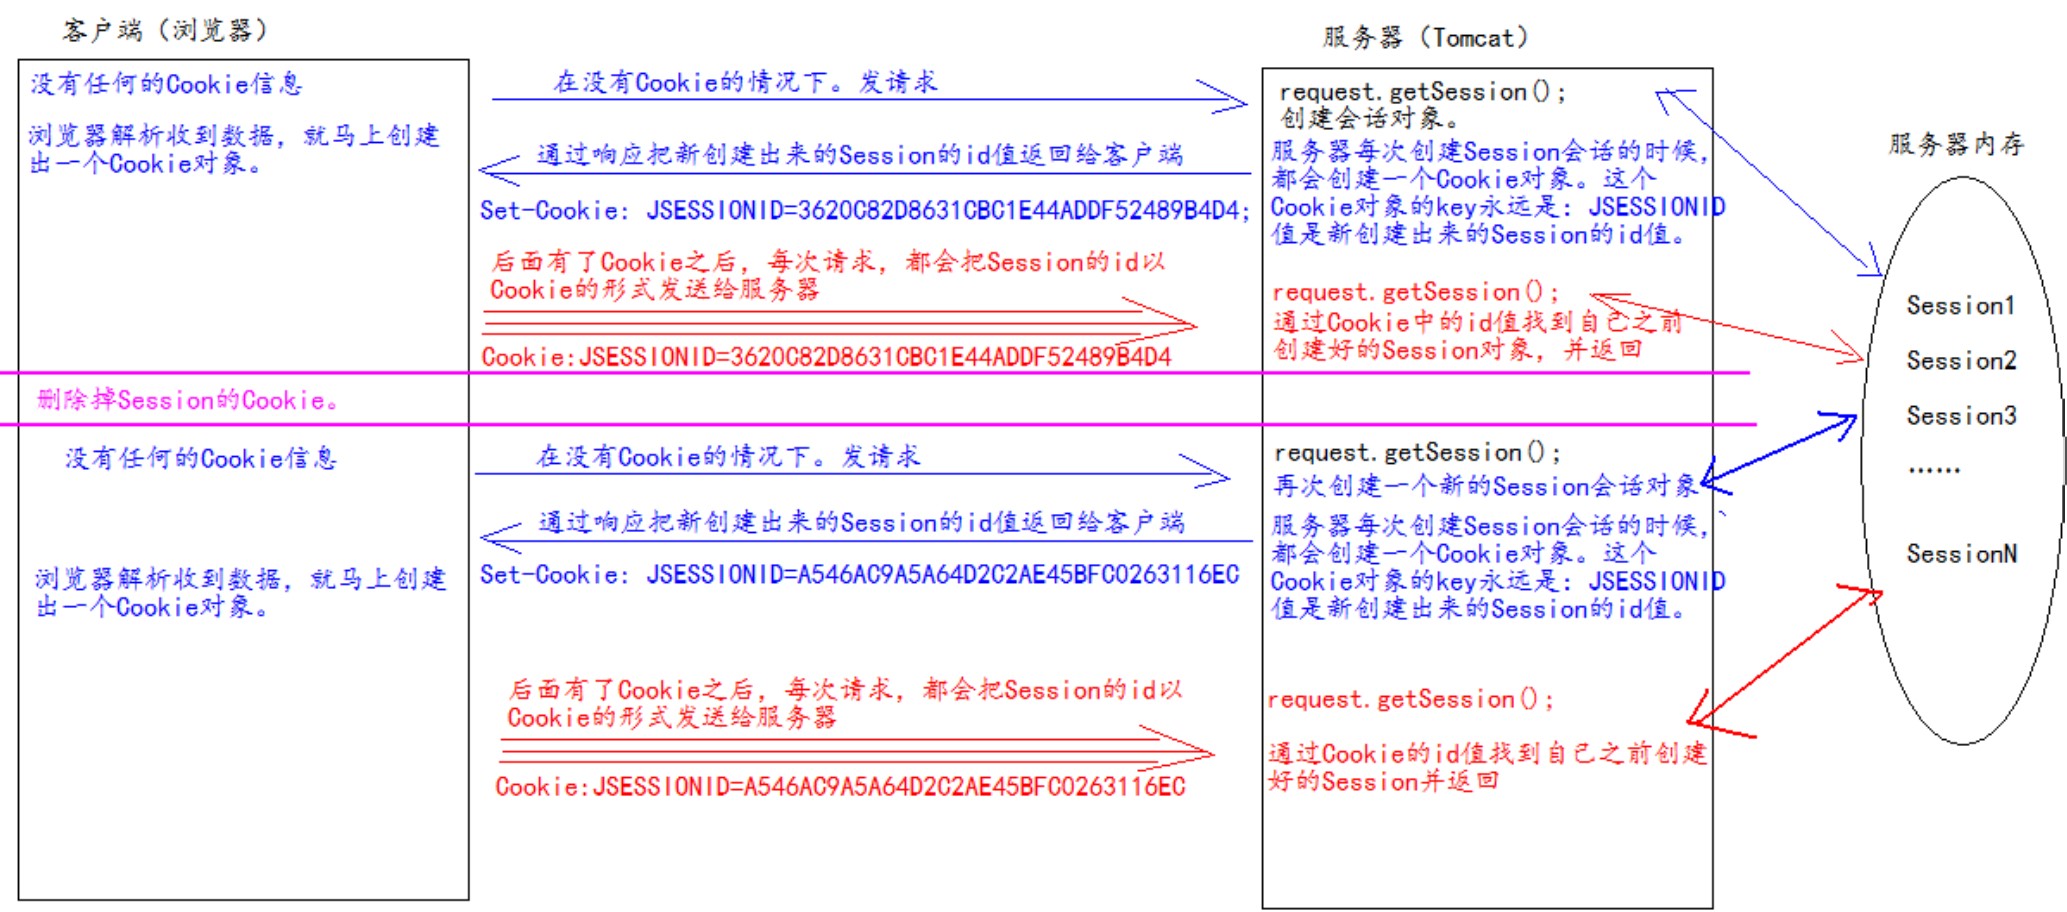 客户端（浏览器）
没有任何的Cookie信息
浏览器解析收到数据，就马上创建
出一个Cookie对象。
在没有Cookie的情况下。发请求
通过响应把新创建出来的Session的id值返回给客户端
Set-Cookie: JSESSIONID=3620C82D8631CBC1E44ADDF52489B4D4;
后面有了Cookie之后，每次请求，都会把Session的id以
Cookie的形式发送给服务器
Cookie:JSESSIONID=3620C82D8631CBC1E44ADDF52489B4D4
服务器（Tomcat）
request.getSession();
创建会话对象。
服务器每次创建Session会话的时候，
都会创建一个Cookie对象。这个
Cookie对象的key永远是：JSESSIONID
值是新创建出来的Session的id值。
request.getSession();
通过Cookie中的id值找到自己之前
创建好的Session对象，并返回
服务器内存
Session1
Session2
Session3
……
SessionN
删除掉Session的Cookie。
没有任何的Cookie信息
浏览器解析收到数据，就马上创建
出一个Cookie对象。
在没有Cookie的情况下。发请求
通过响应把新创建出来的Session的id值返回给客户端
Set-Cookie: JSESSIONID=A546AC9A5A64D2C2AE45BFC0263116EC
后面有了Cookie之后，每次请求，都会把Session的id以
Cookie的形式发送给服务器
Cookie:JSESSIONID=A546AC9A5A64D2C2AE45BFC0263116EC
request.getSession();
再次创建一个新的Session会话对象
服务器每次创建Session会话的时候，
都会创建一个Cookie对象。这个
Cookie对象的key永远是：JSESSIONID
值是新创建出来的Session的id值。
request.getSession();
通过Cookie的id值找到自己之前创建
好的Session并返回